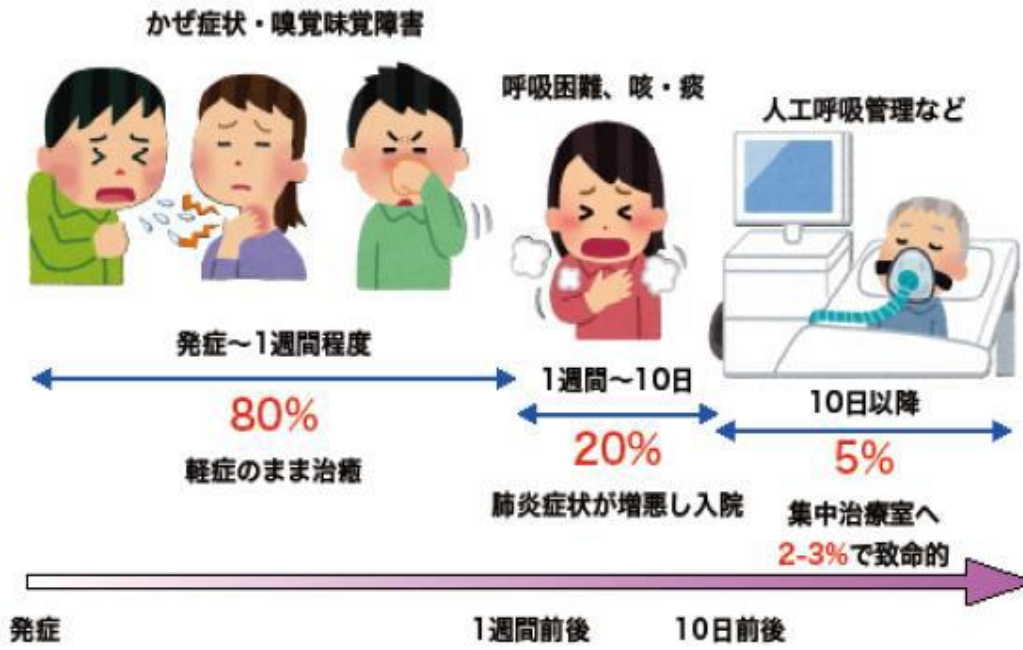 かぜ症状・嗅覚味覚障害
呼吸困難、咳・痰
人工呼吸管理など
発症〜1週間程度
80%
軽症のまま治癒
1週間〜10日
20%
肺炎症状が増悪し入院
10日以降
5%
集中治療室へ
2-3%で致命的
発症
1週間前後
10日前後